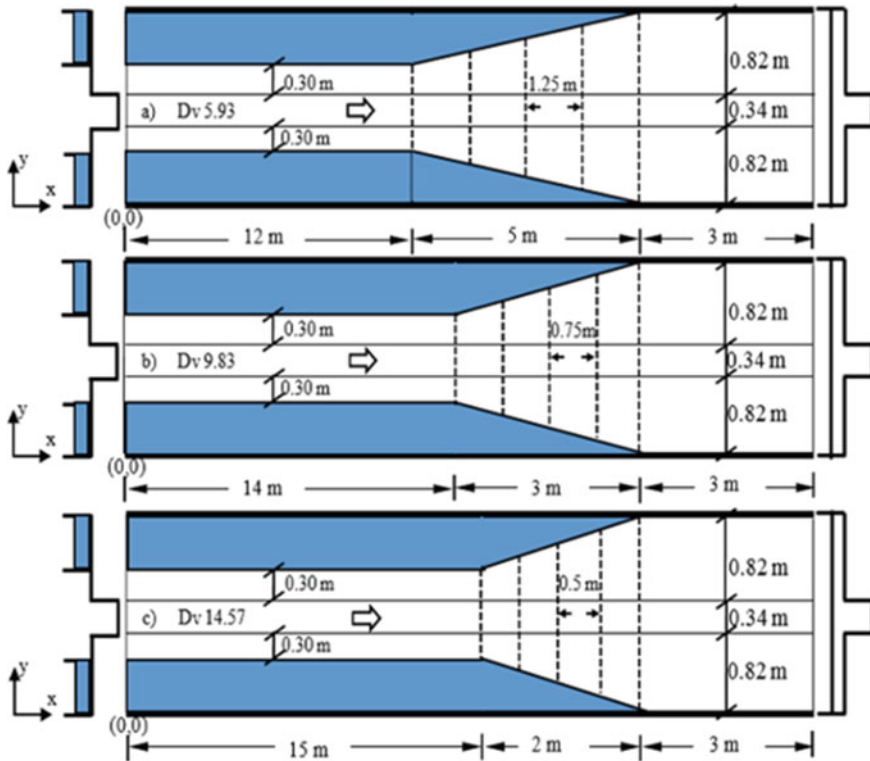 0.30 m
0.82 m
a) Dv 5.93
1.25 m
0.34 m
0.30 m
0.82 m
y
x
(0,0)
12 m
5 m
3 m
0.30 m
0.82 m
b) Dv 9.83
0.75m
0.34 m
0.30 m
0.82 m
y
x
(0,0)
14 m
3 m
3 m
0.30 m
0.82 m
c) Dv 14.57
0.5 m
0.34 m
0.30 m
0.82 m
y
x
(0,0)
15 m
2 m
3 m